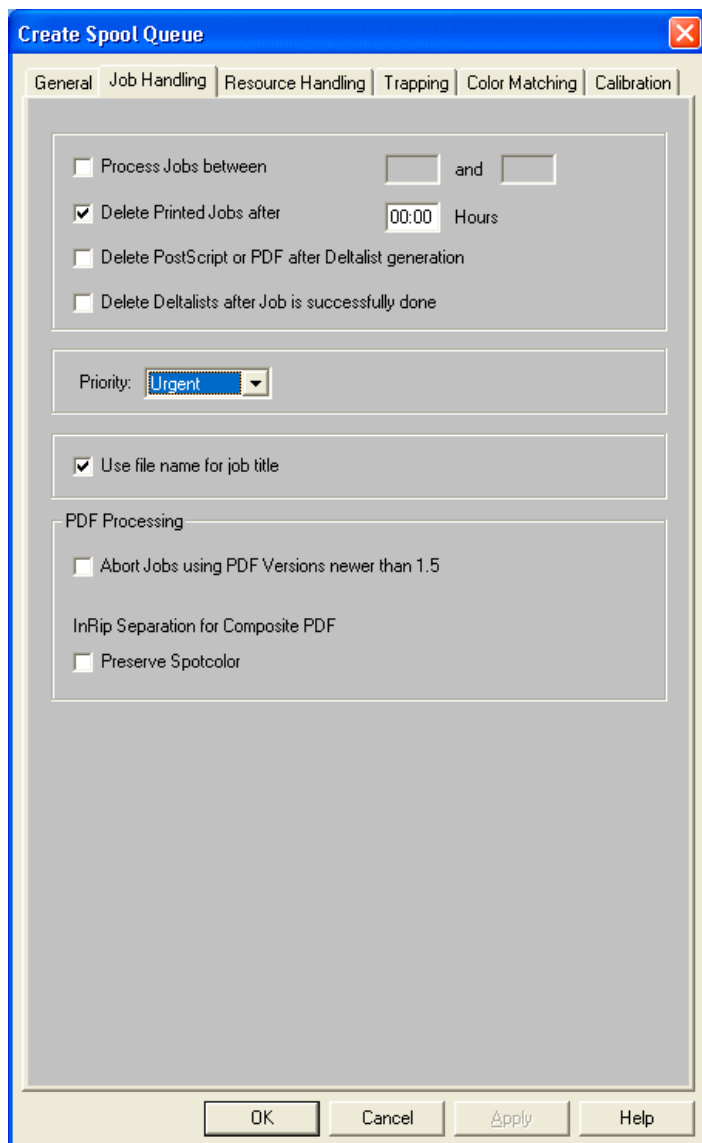 Create Spool Queue
General Job Handling Resource Handling Trapping Color Matching Calibration
Process Jobs between and
Delete Printed Jobs after 00:00 Hours
Delete PostScript or PDF after Deltalist generation
Delete Deltalists after Job is successfully done
Priority: Urgent
Use file name for job title
PDF Processing
Abort Jobs using PDF Versions newer than 1.5
InRip Separation for Composite PDF
Preserve Spotcolor
OK Cancel Apply Help